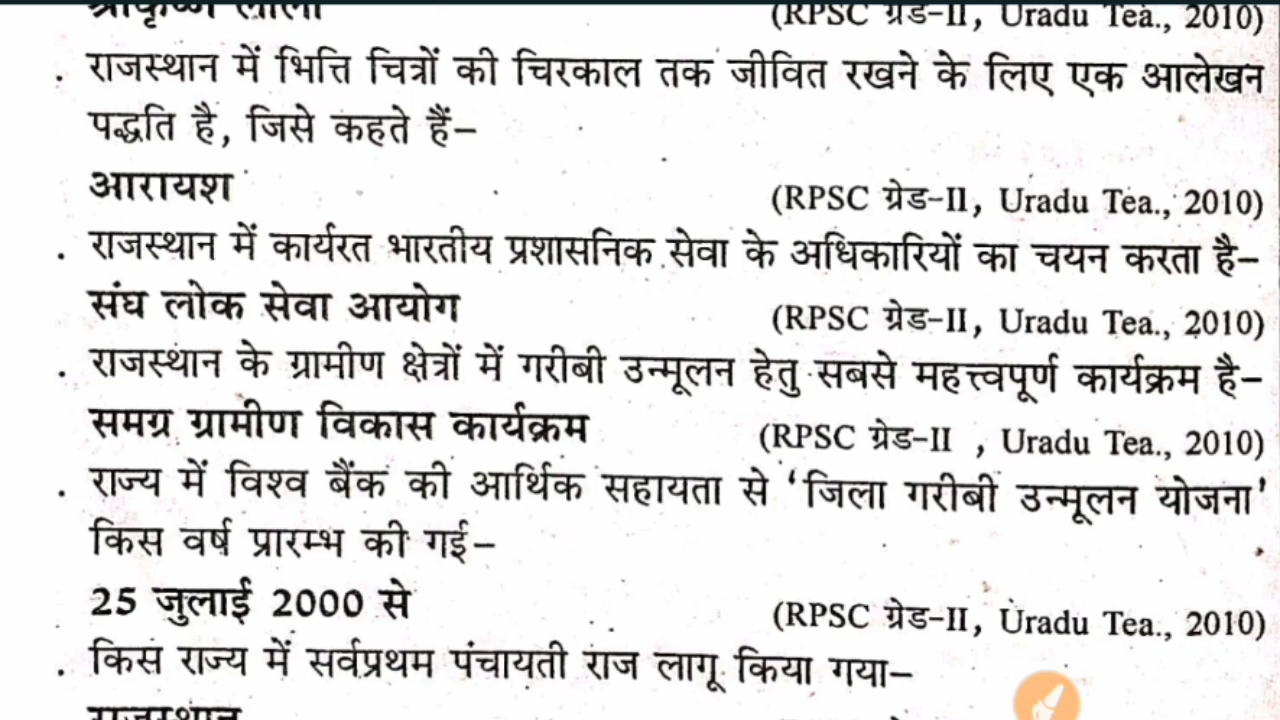 श्रीकृष्ण लीला (RPSC ग्रेड-II, Uradu Tea., 2010)
. राजस्थान में भित्ति चित्रों की चिरकाल तक जीवित रखने के लिए एक आलेखन
पद्धति है, जिसे कहते हैं–
आरायश (RPSC ग्रेड-II, Uradu Tea., 2010)
. राजस्थान में कार्यरत भारतीय प्रशासनिक सेवा के अधिकारियों का चयन करता है–
संघ लोक सेवा आयोग (RPSC ग्रेड-II, Uradu Tea., 2010)
. राजस्थान के ग्रामीण क्षेत्रों में गरीबी उन्मूलन हेतु सबसे महत्त्वपूर्ण कार्यक्रम है–
समग्र ग्रामीण विकास कार्यक्रम (RPSC ग्रेड-II , Uradu Tea., 2010)
. राज्य में विश्व बैंक की आर्थिक सहायता से ‘जिला गरीबी उन्मूलन योजना’
किस वर्ष प्रारम्भ की गई–
25 जुलाई 2000 से (RPSC ग्रेड-II, Uradu Tea., 2010)
. किस राज्य में सर्वप्रथम पंचायती राज लागू किया गया–
राजस्थान